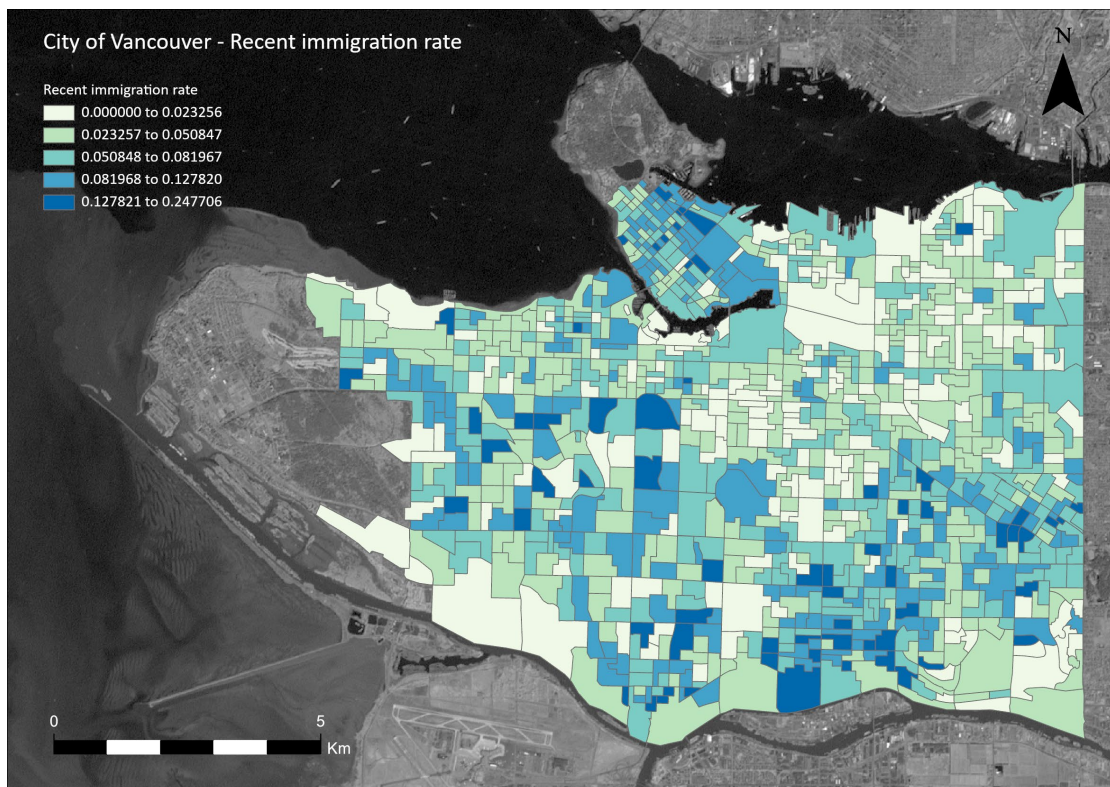 City of Vancouver - Recent immigration rate
N
Recent immigration rate
0.000000 to 0.023256
0.023257 to 0.050847
0.050848 to 0.081967
0.081968 to 0.127820
0.127821 to 0.247706
0 5
Km